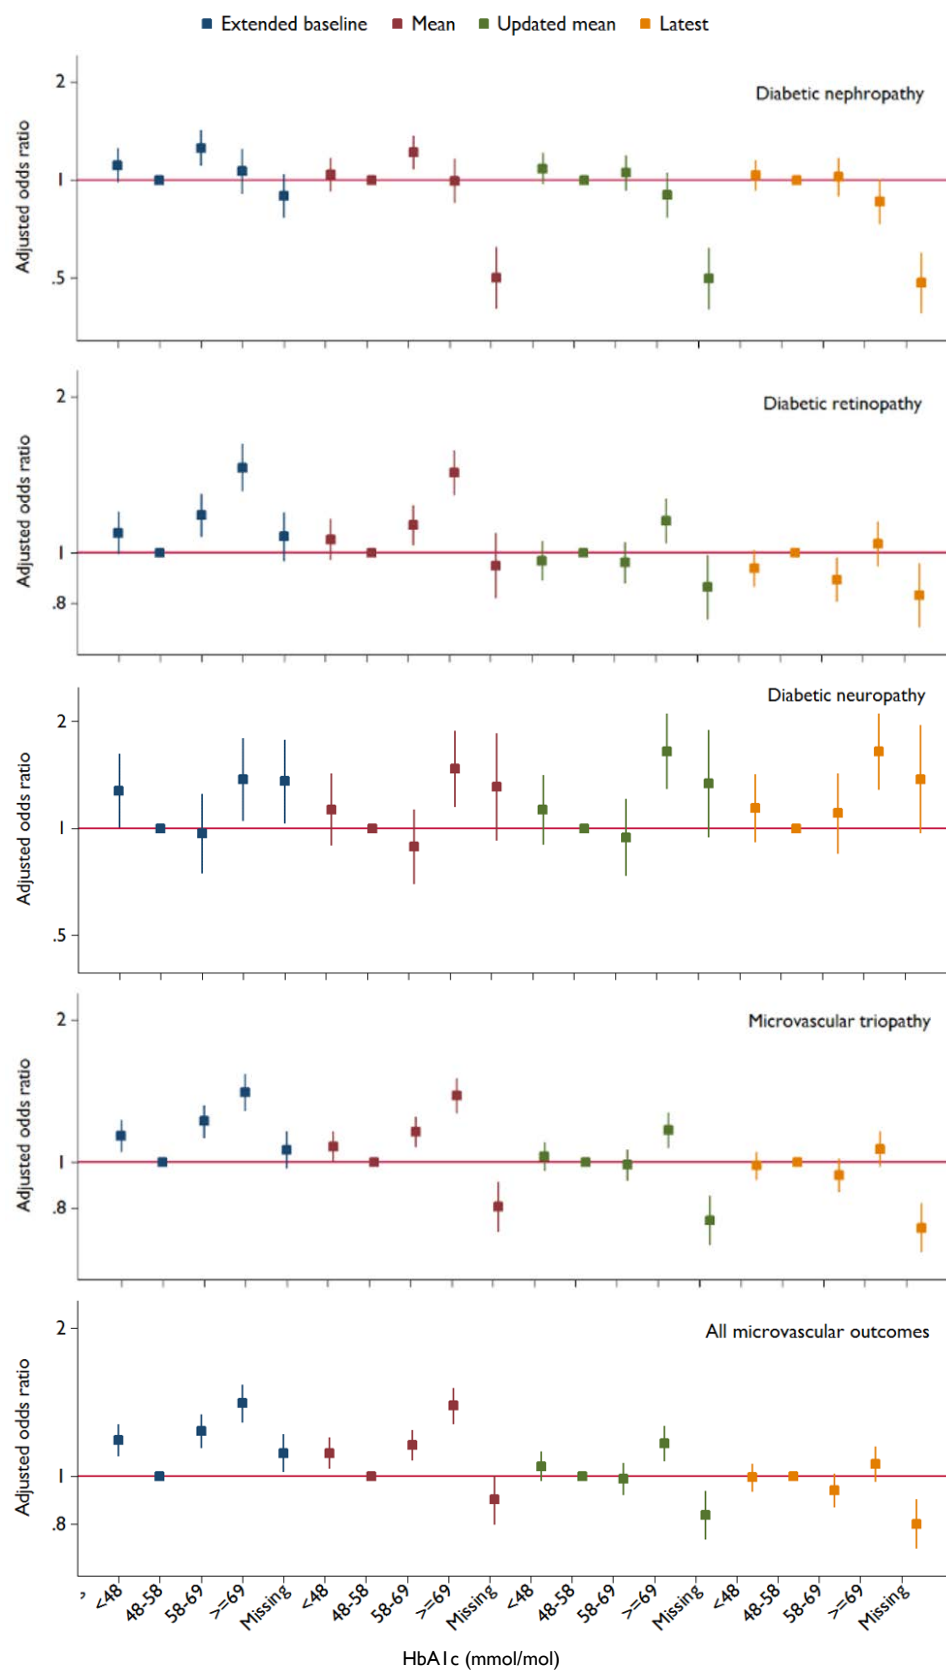 Extended baseline Mean Updated mean Latest
Diabetic nephropathy
Adjusted odds ratio
2
1
.5
Diabetic retinopathy
Adjusted odds ratio
2
1
.8
Diabetic neuropathy
Adjusted odds ratio
2
1
.5
Microvascular triopathy
Adjusted odds ratio
2
1
.8
All microvascular outcomes
Adjusted odds ratio
2
1
.8
<48 48-58 58-69 >=69 Missing <48 48-58 58-69 >=69 Missing <48 48-58 58-69 >=69 Missing <48 48-58 58-69 >=69 Missing
HbA1c (mmol/mol)